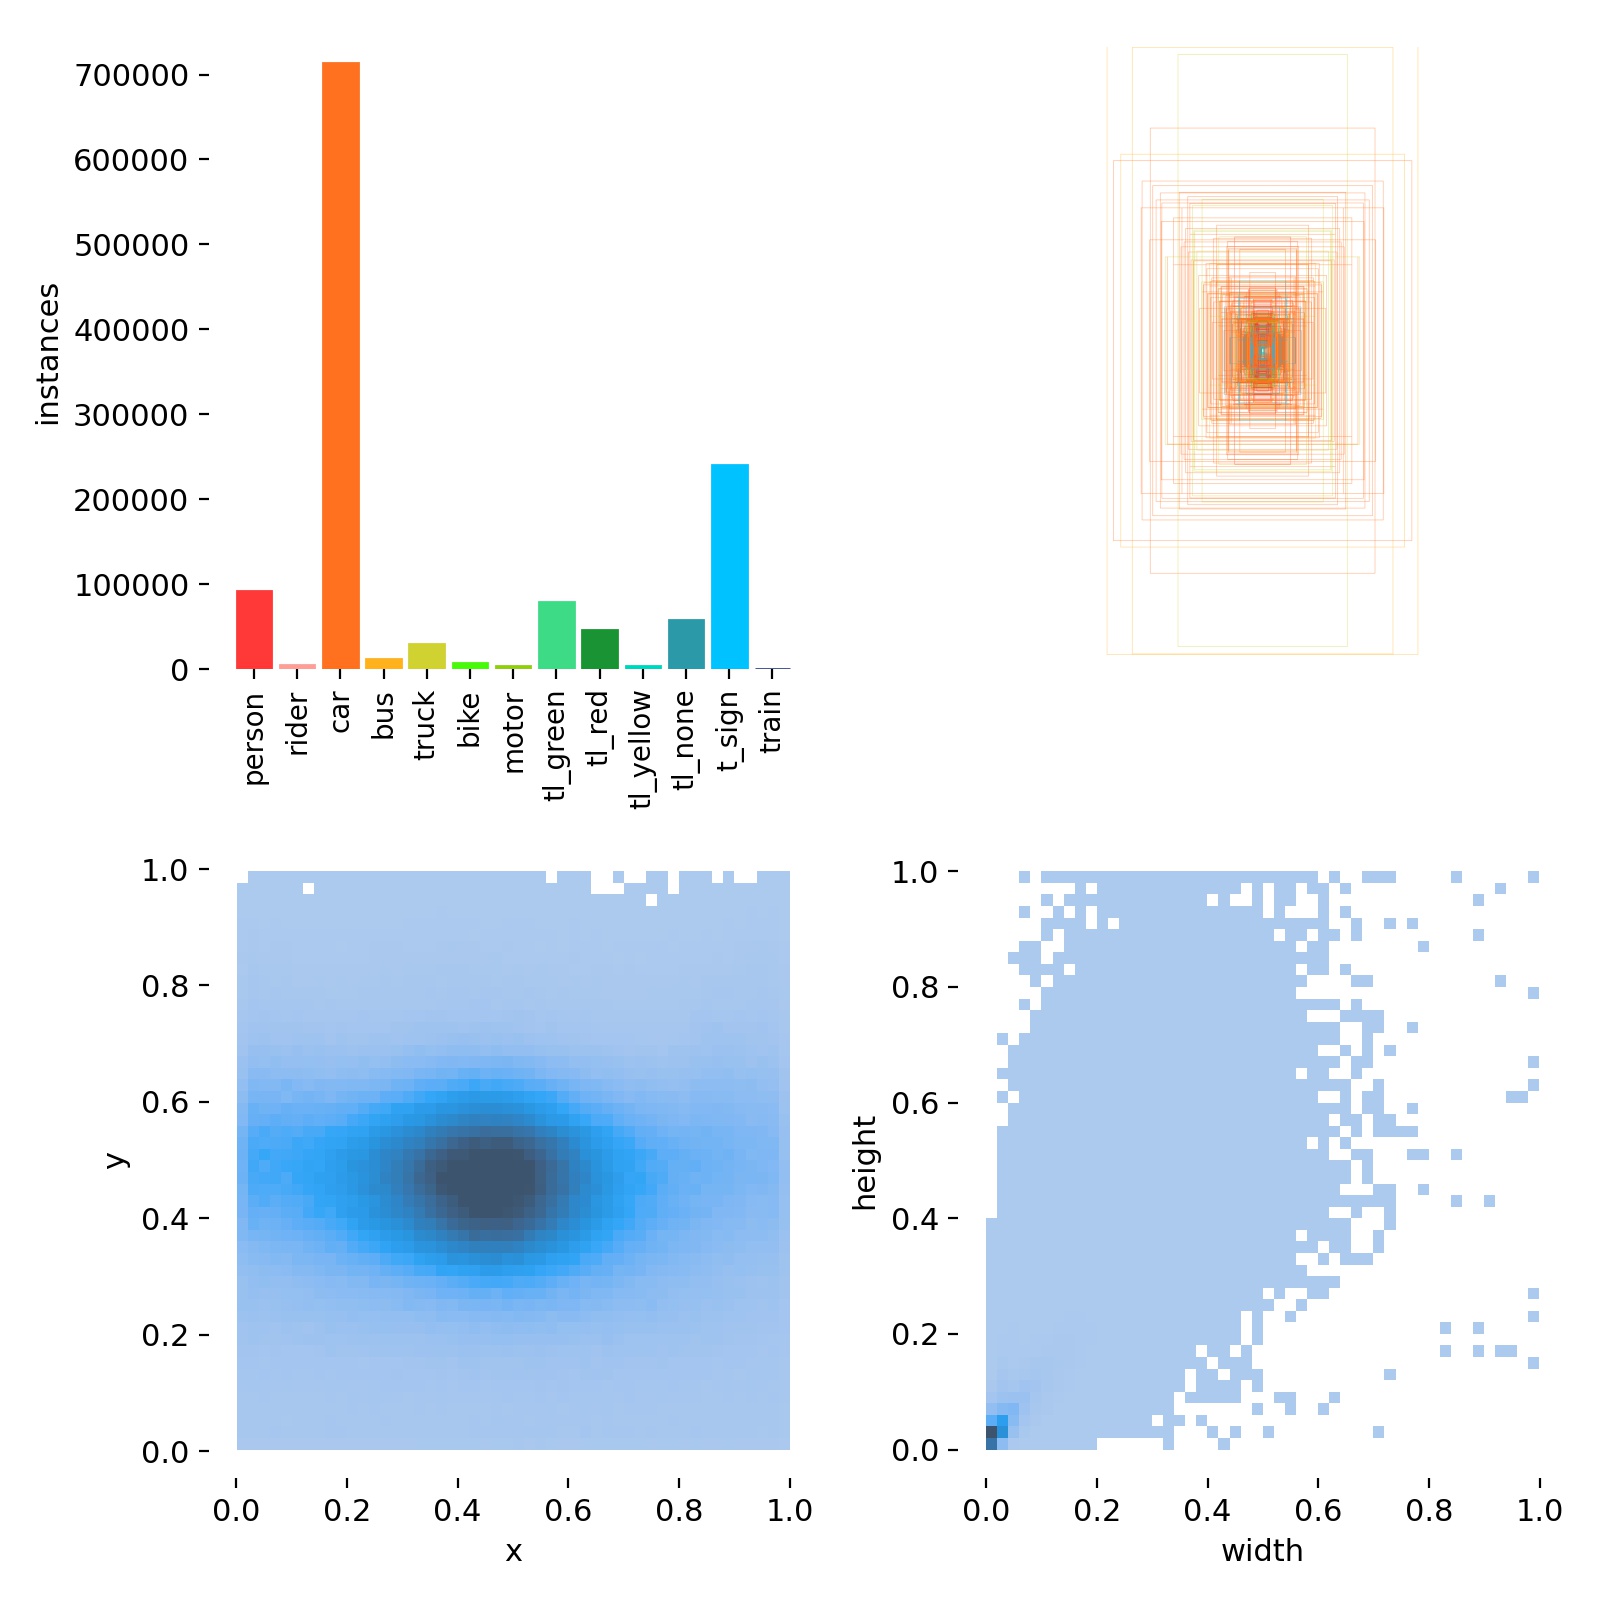 700000
600000
500000
400000
300000
200000
100000
0
instances
person
rider
car
bus
truck
bike
motor
tl_green
tl_red
tl_yellow
tl_none
t_sign
train
1.0
0.8
0.6
0.4
0.2
0.0
y
0.0 0.2 0.4 0.6 0.8 1.0
x
1.0
0.8
0.6
0.4
0.2
0.0
height
0.0 0.2 0.4 0.6 0.8 1.0
width